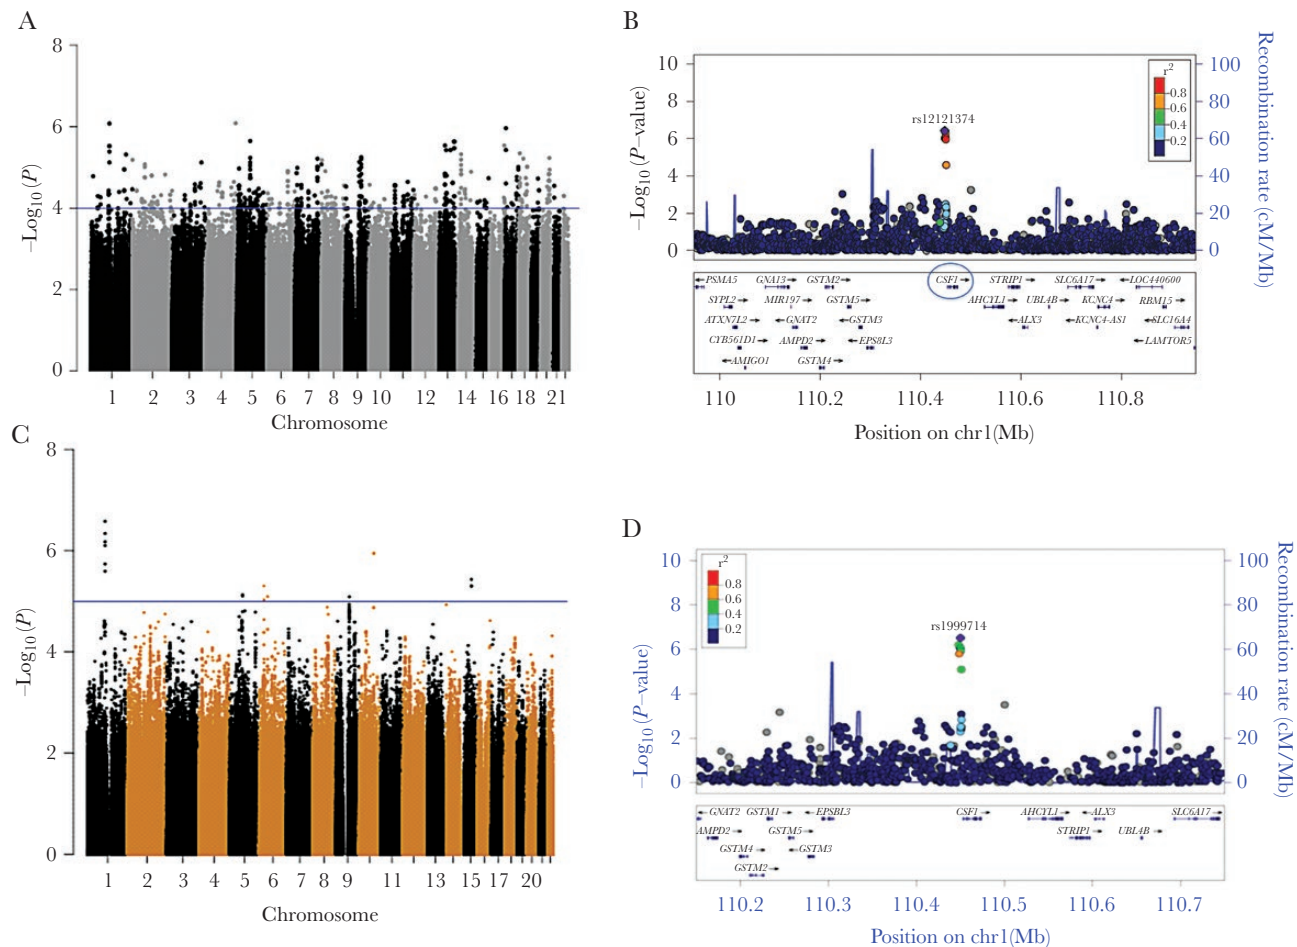 A
8
6
4
2
0
–Log10 (P)
1 2 3 4 5 6 7 8 9 10 12 14 16 18 21
Chromosome
B
10
8
6
4
2
0
–Log10 (P–value)
rs12121374
r2
0.8
0.6
0.4
0.2
100
80
60
40
20
0
Recombination rate (cM/Mb)
PSMA5 GNA13 GSTM2 CSF1 STRIP1 SLC6A17 LOC440600
SYPL2 MIR197 GSTM5 AHCYL1 UBL4B KCNC4 RBM15
ATXN7L2 GNAT2 GSTM3 ALX3 KCNC4-AS1 SLC16A4
CYB561D1 AMPD2 EPS8L3 LAMTOR5
AMIGO1 GSTM4
110 110.2 110.4 110.6 110.8
Position on chr1(Mb)
C
8
6
4
2
0
–Log10 (P)
1 2 3 4 5 6 7 8 9 11 13 15 17 20
Chromosome
D
10
8
6
4
2
0
–Log10 (P–value)
r2
0.8
0.6
0.4
0.2
rs1999714
100
80
60
40
20
0
Recombination rate (cM/Mb)
GNAT2 GSTM1 EPSBL3 CSF1 AHCYL1 ALX3 SLC6A17
AMPD2 GSTM5 STRIP1 UBL4B
GSTM4 GSTM3
GSTM2
110.2 110.3 110.4 110.5 110.6 110.7
Position on chr1(Mb)